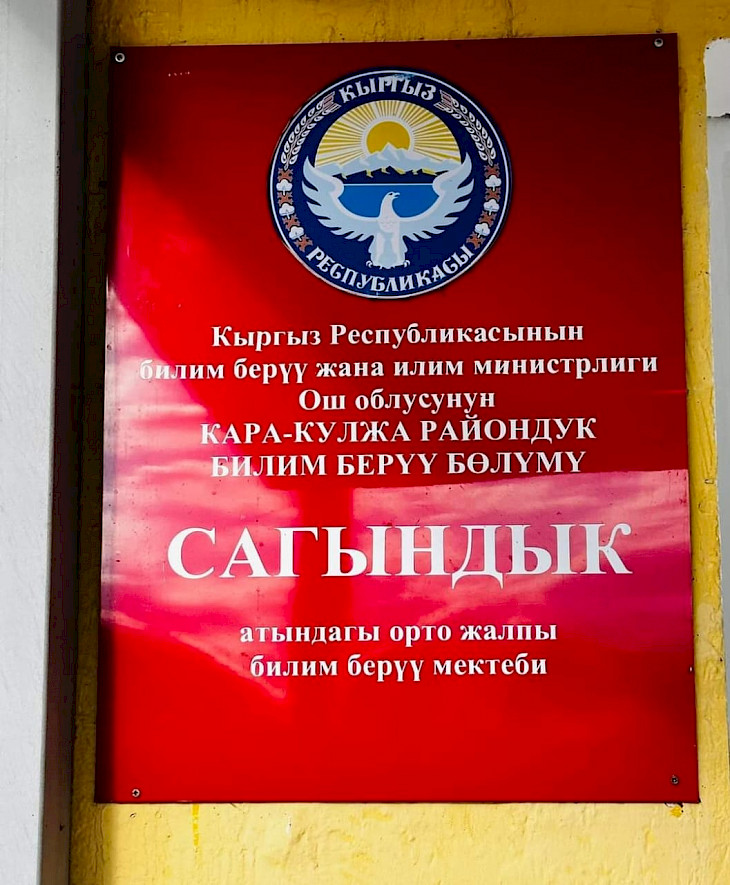 КЫРГЫЗ
РЕСПУБЛИКАСЫ
Кыргыз Республикасынын
билим берүү жана илим министрлиги
Ош облусунун
КАРА-КУЛЖА РАЙОНДУК
БИЛИМ БЕРҮҮ БӨЛҮМҮ
САГЫНДЫК
атындагы орто жалпы
билим берүү мектеби